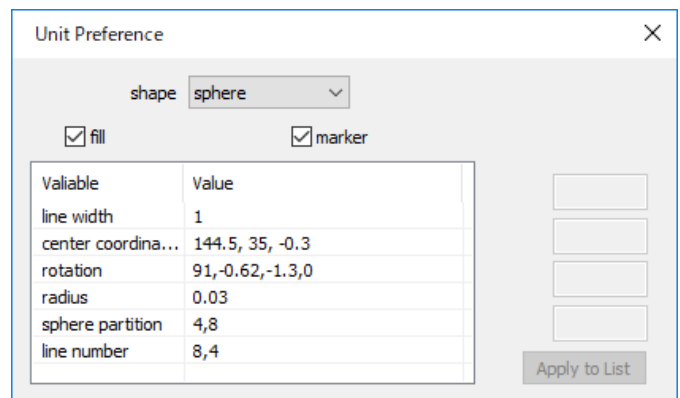 Unit Preference
shape sphere
fill marker
Valiable Value
line width 1
center coordina... 144.5, 35, -0.3
rotation 91,-0.62,-1.3,0
radius 0.03
sphere partition 4,8
line number 8,4
Apply to List